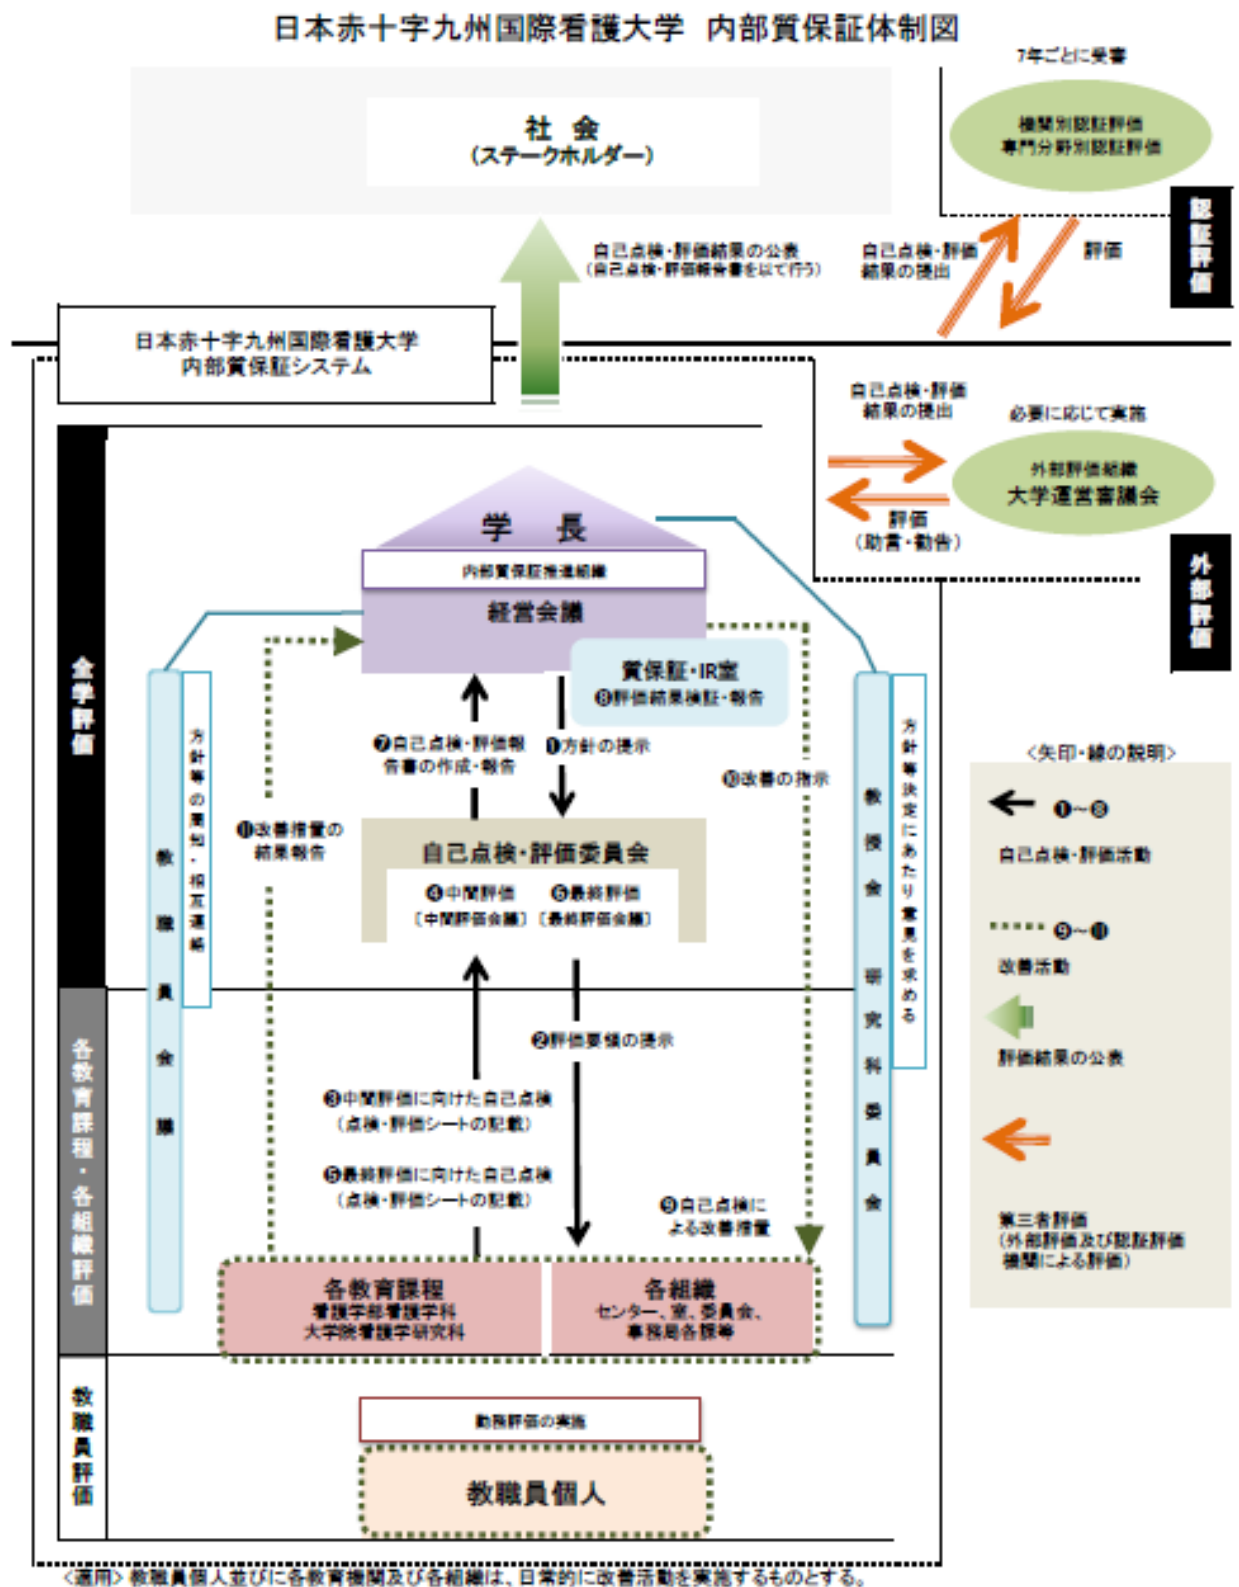 日本赤十字九州国際看護大学 内部質保証体制図
7年ごとに受審
機関別認証評価
専門分野別認証評価
認証評価
社 会
(ステークホルダー)
自己点検・評価結果の公表
(自己点検・評価報告書を以て行う)
自己点検・評価
結果の提出
評価
日本赤十字九州国際看護大学
内部質保証システム
自己点検・評価
結果の提出
必要に応じて実施
外部評価組織
大学運営審議会
評価
(助言・勧告)
外部評価
全学評価
学 長
内部質保証推進組織
経営会議
質保証・IR室
❽評価結果検証・報告
❼自己点検・評価報
告書の作成・報告
❶方針の提示
❿改善の指示
⓫改善措置の
結果報告
教職員会議
方針等の周知・相互連絡
教授会 研究科委員会
方針等決定にあたり意見を求める
自己点検・評価委員会
❹中間評価
[中間評価会議]
❻最終評価
[最終評価会議]
各教育課程・各組織評価
❷評価要領の提示
❸中間評価に向けた自己点検
(点検・評価シートの記載)
❺最終評価に向けた自己点検
(点検・評価シートの記載)
❾自己点検に
よる改善措置
各教育課程
看護学部看護学科
大学院看護学研究科
各組織
センター、室、委員会、
事務局各課等
教職員評価
勤務評価の実施
教職員個人
<矢印・線の説明>
❶～❽
自己点検・評価活動
❾～⓫
改善活動
評価結果の公表
第三者評価
(外部評価及び認証評価
機関による評価)
<運用> 教職員個人並びに各教育機関及び各組織は、日常的に改善活動を実施するものとする。